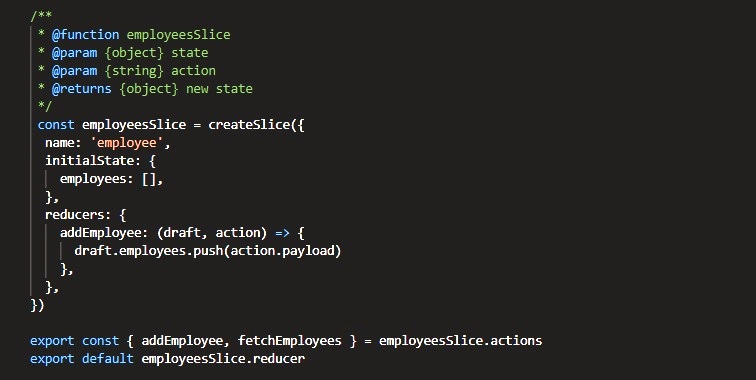 /**
* @function employeesSlice
* @param {object} state
* @param {string} action
* @returns {object} new state
*/
const employeesSlice = createSlice({
name: 'employee',
initialState: {
employees: [],
},
reducers: {
addEmployee: (draft, action) => {
draft.employees.push(action.payload)
},
},
})
export const { addEmployee, fetchEmployees } = employeesSlice.actions
export default employeesSlice.reducer